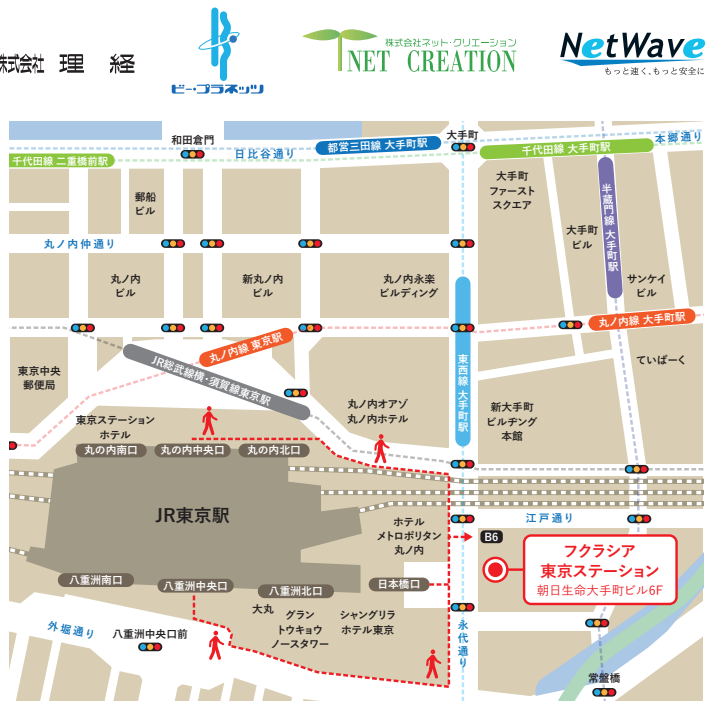 株式会社 理 経
ビー・プラネッツ
株式会社ネット・クリエーション
NET CREATION
NetWave
もっと速く、もっと安全に
和田倉門
大手町
本郷通り
日比谷通り
都営三田線 大手町駅
千代田線 大手町駅
千代田線 二重橋前駅
郵船
ビル
大手町
ファースト
スクエア
半蔵門線 大手町駅
大手町
ビル
丸ノ内仲通り
丸ノ内
ビル
新丸ノ内
ビル
丸ノ内永楽
ビルディング
サンケイ
ビル
丸ノ内線 大手町駅
丸ノ内線 東京駅
JR総武線横・須賀線東京駅
東西線 大手町駅
ていぱーく
東京中央
郵便局
東京ステーション
ホテル
丸ノ内オアゾ
丸ノ内ホテル
新大手町
ビルヂング
本館
丸の内南口
丸の内中央口
丸の内北口
JR東京駅
ホテル
メトロポリタン
丸ノ内
江戸通り
B6
フクラシア
東京ステーション
朝日生命大手町ビル6F
八重洲南口
八重洲中央口
八重洲北口
日本橋口
大丸
グラン
トウキョウ
ノースタワー
シャングリラ
ホテル東京
外堀通り
八重洲中央口前
永代通り
常盤橋